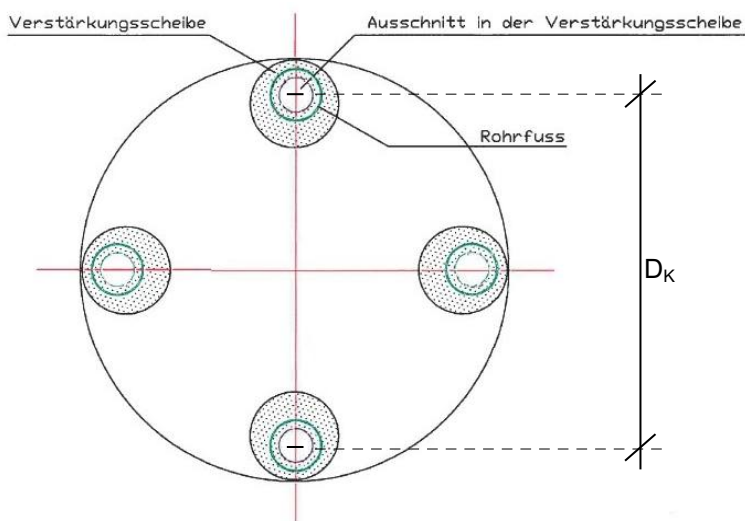 Verstärkungsscheibe
Ausschnitt in der Verstärkungsscheibe
Rohrfuss
DK